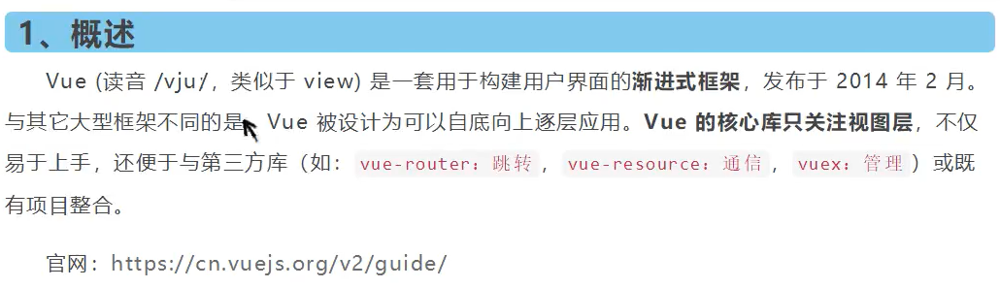 1、概述
Vue (读音 /vjuː/，类似于 view) 是一套用于构建用户界面的渐进式框架，发布于 2014 年 2 月。
与其它大型框架不同的是，Vue 被设计为可以自底向上逐层应用。Vue 的核心库只关注视图层，不仅
易于上手，还便于与第三方库（如：vue-router：跳转，vue-resource：通信，vuex：管理）或既
有项目整合。
官网：https://cn.vuejs.org/v2/guide/